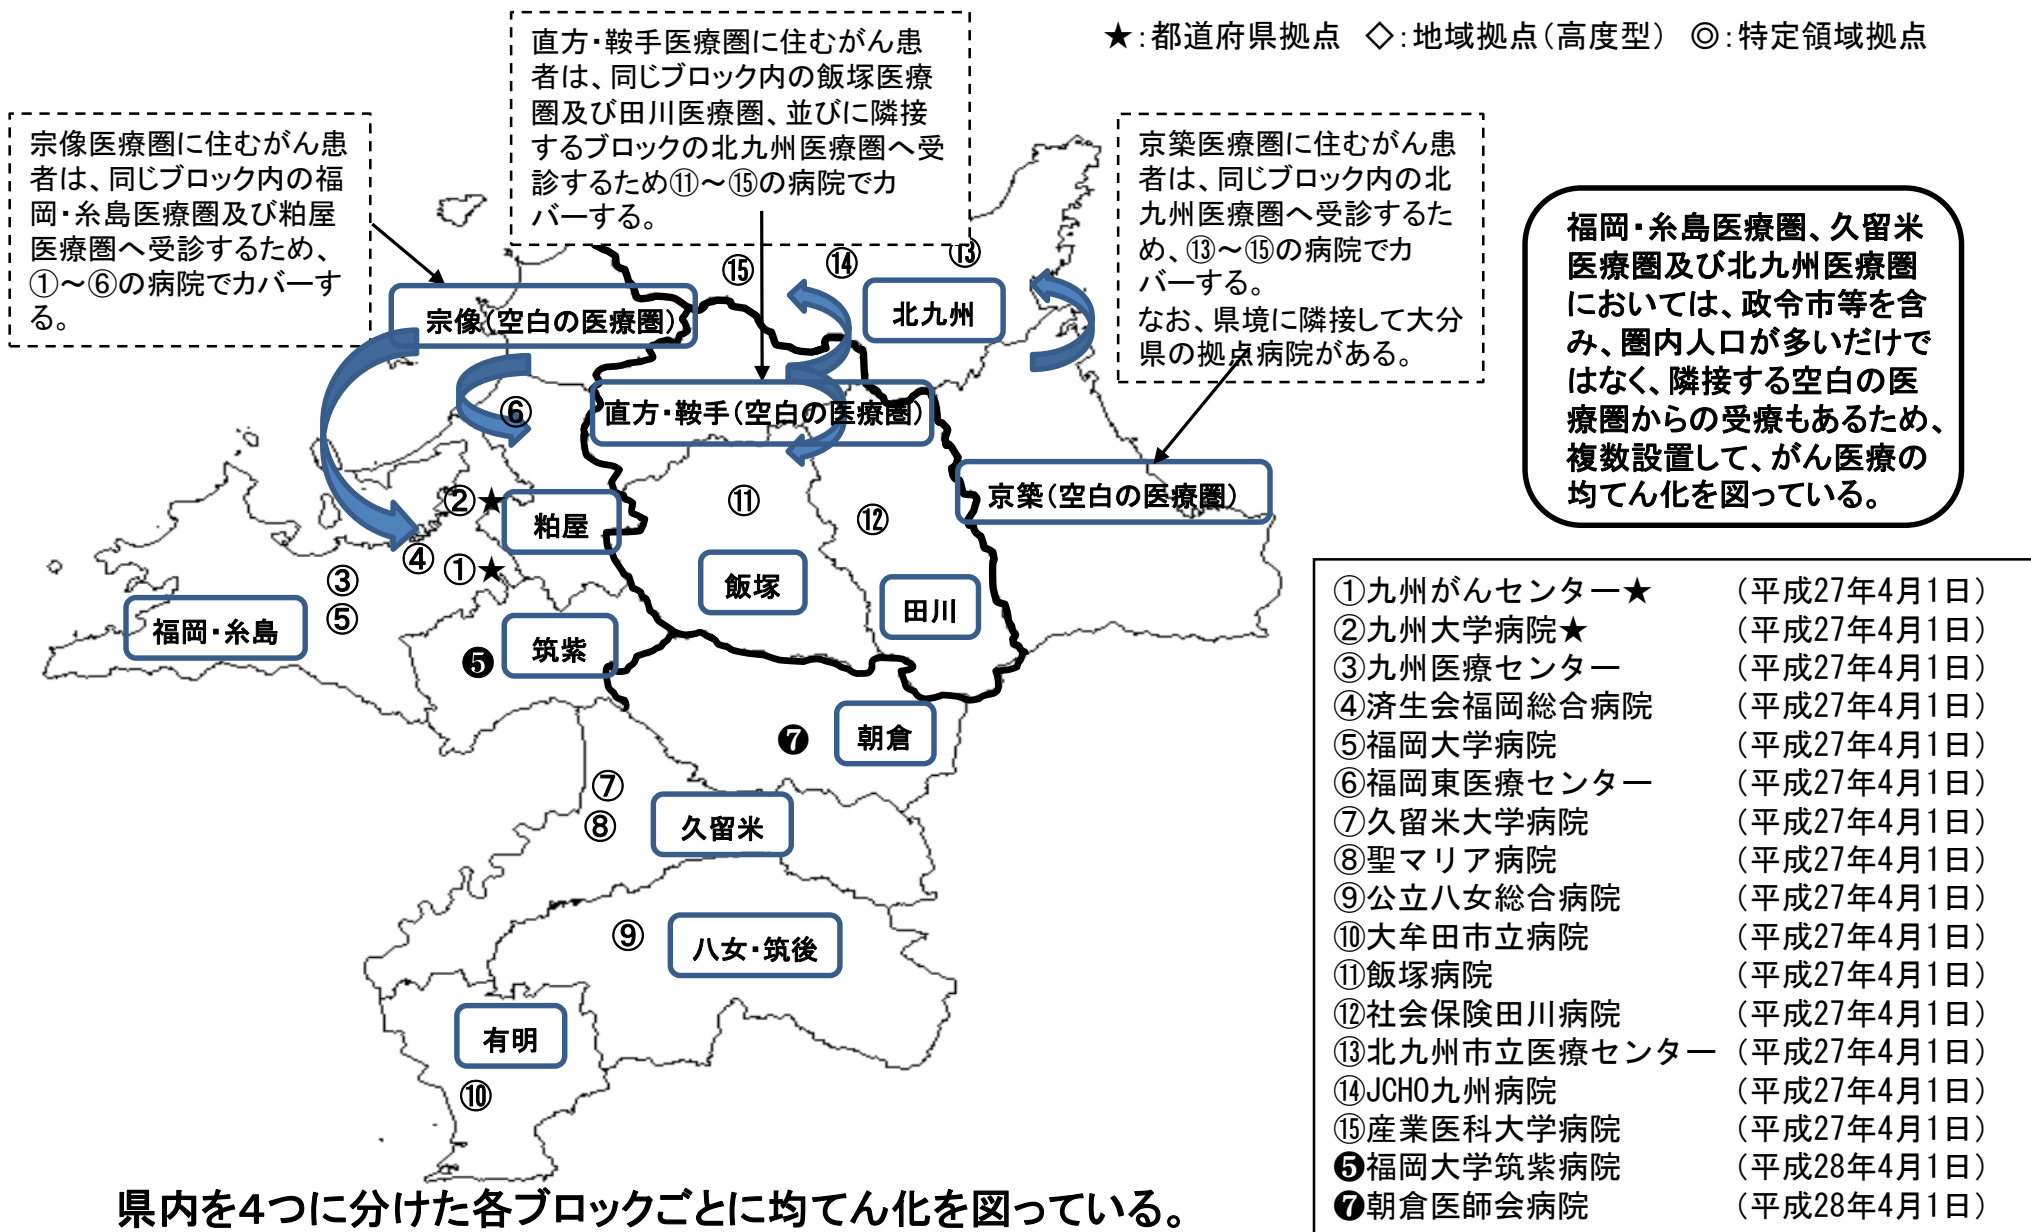 ★:都道府県拠点 ◇:地域拠点(高度型) ◎:特定領域拠点
直方・鞍手医療圏に住むがん患
者は、同じブロック内の飯塚医療
圏及び田川医療圏、並びに隣接
するブロックの北九州医療圏へ受
診するため⑪～⑮の病院でカ
バーする。
宗像医療圏に住むがん患
者は、同じブロック内の福
岡・糸島医療圏及び粕屋
医療圏へ受診するため、
①～⑥の病院でカバーす
る。
京築医療圏に住むがん患
者は、同じブロック内の北
九州医療圏へ受診するた
め、⑬～⑮の病院でカ
バーする。
なお、県境に隣接して大分
県の拠点病院がある。
福岡・糸島医療圏、久留米
医療圏及び北九州医療圏
においては、政令市等を含
み、圏内人口が多いだけで
はなく、隣接する空白の医
療圏からの受療もあるため、
複数設置して、がん医療の
均てん化を図っている。
⑮
⑭
⑬
宗像(空白の医療圏)
北九州
⑥
直方・鞍手(空白の医療圏)
②★
粕屋
⑪
⑫
京築(空白の医療圏)
④
①★
③
⑤
福岡・糸島
飯塚
田川
❺
筑紫
❼
朝倉
⑦
⑧
久留米
⑨
八女・筑後
有明
⑩
①九州がんセンター★ (平成27年4月1日)
②九州大学病院★ (平成27年4月1日)
③九州医療センター (平成27年4月1日)
④済生会福岡総合病院 (平成27年4月1日)
⑤福岡大学病院 (平成27年4月1日)
⑥福岡東医療センター (平成27年4月1日)
⑦久留米大学病院 (平成27年4月1日)
⑧聖マリア病院 (平成27年4月1日)
⑨公立八女総合病院 (平成27年4月1日)
⑩大牟田市立病院 (平成27年4月1日)
⑪飯塚病院 (平成27年4月1日)
⑫社会保険田川病院 (平成27年4月1日)
⑬北九州市立医療センター (平成27年4月1日)
⑭JCHO九州病院 (平成27年4月1日)
⑮産業医科大学病院 (平成27年4月1日)
❺福岡大学筑紫病院 (平成28年4月1日)
❼朝倉医師会病院 (平成28年4月1日)
県内を4つに分けた各ブロックごとに均てん化を図っている。